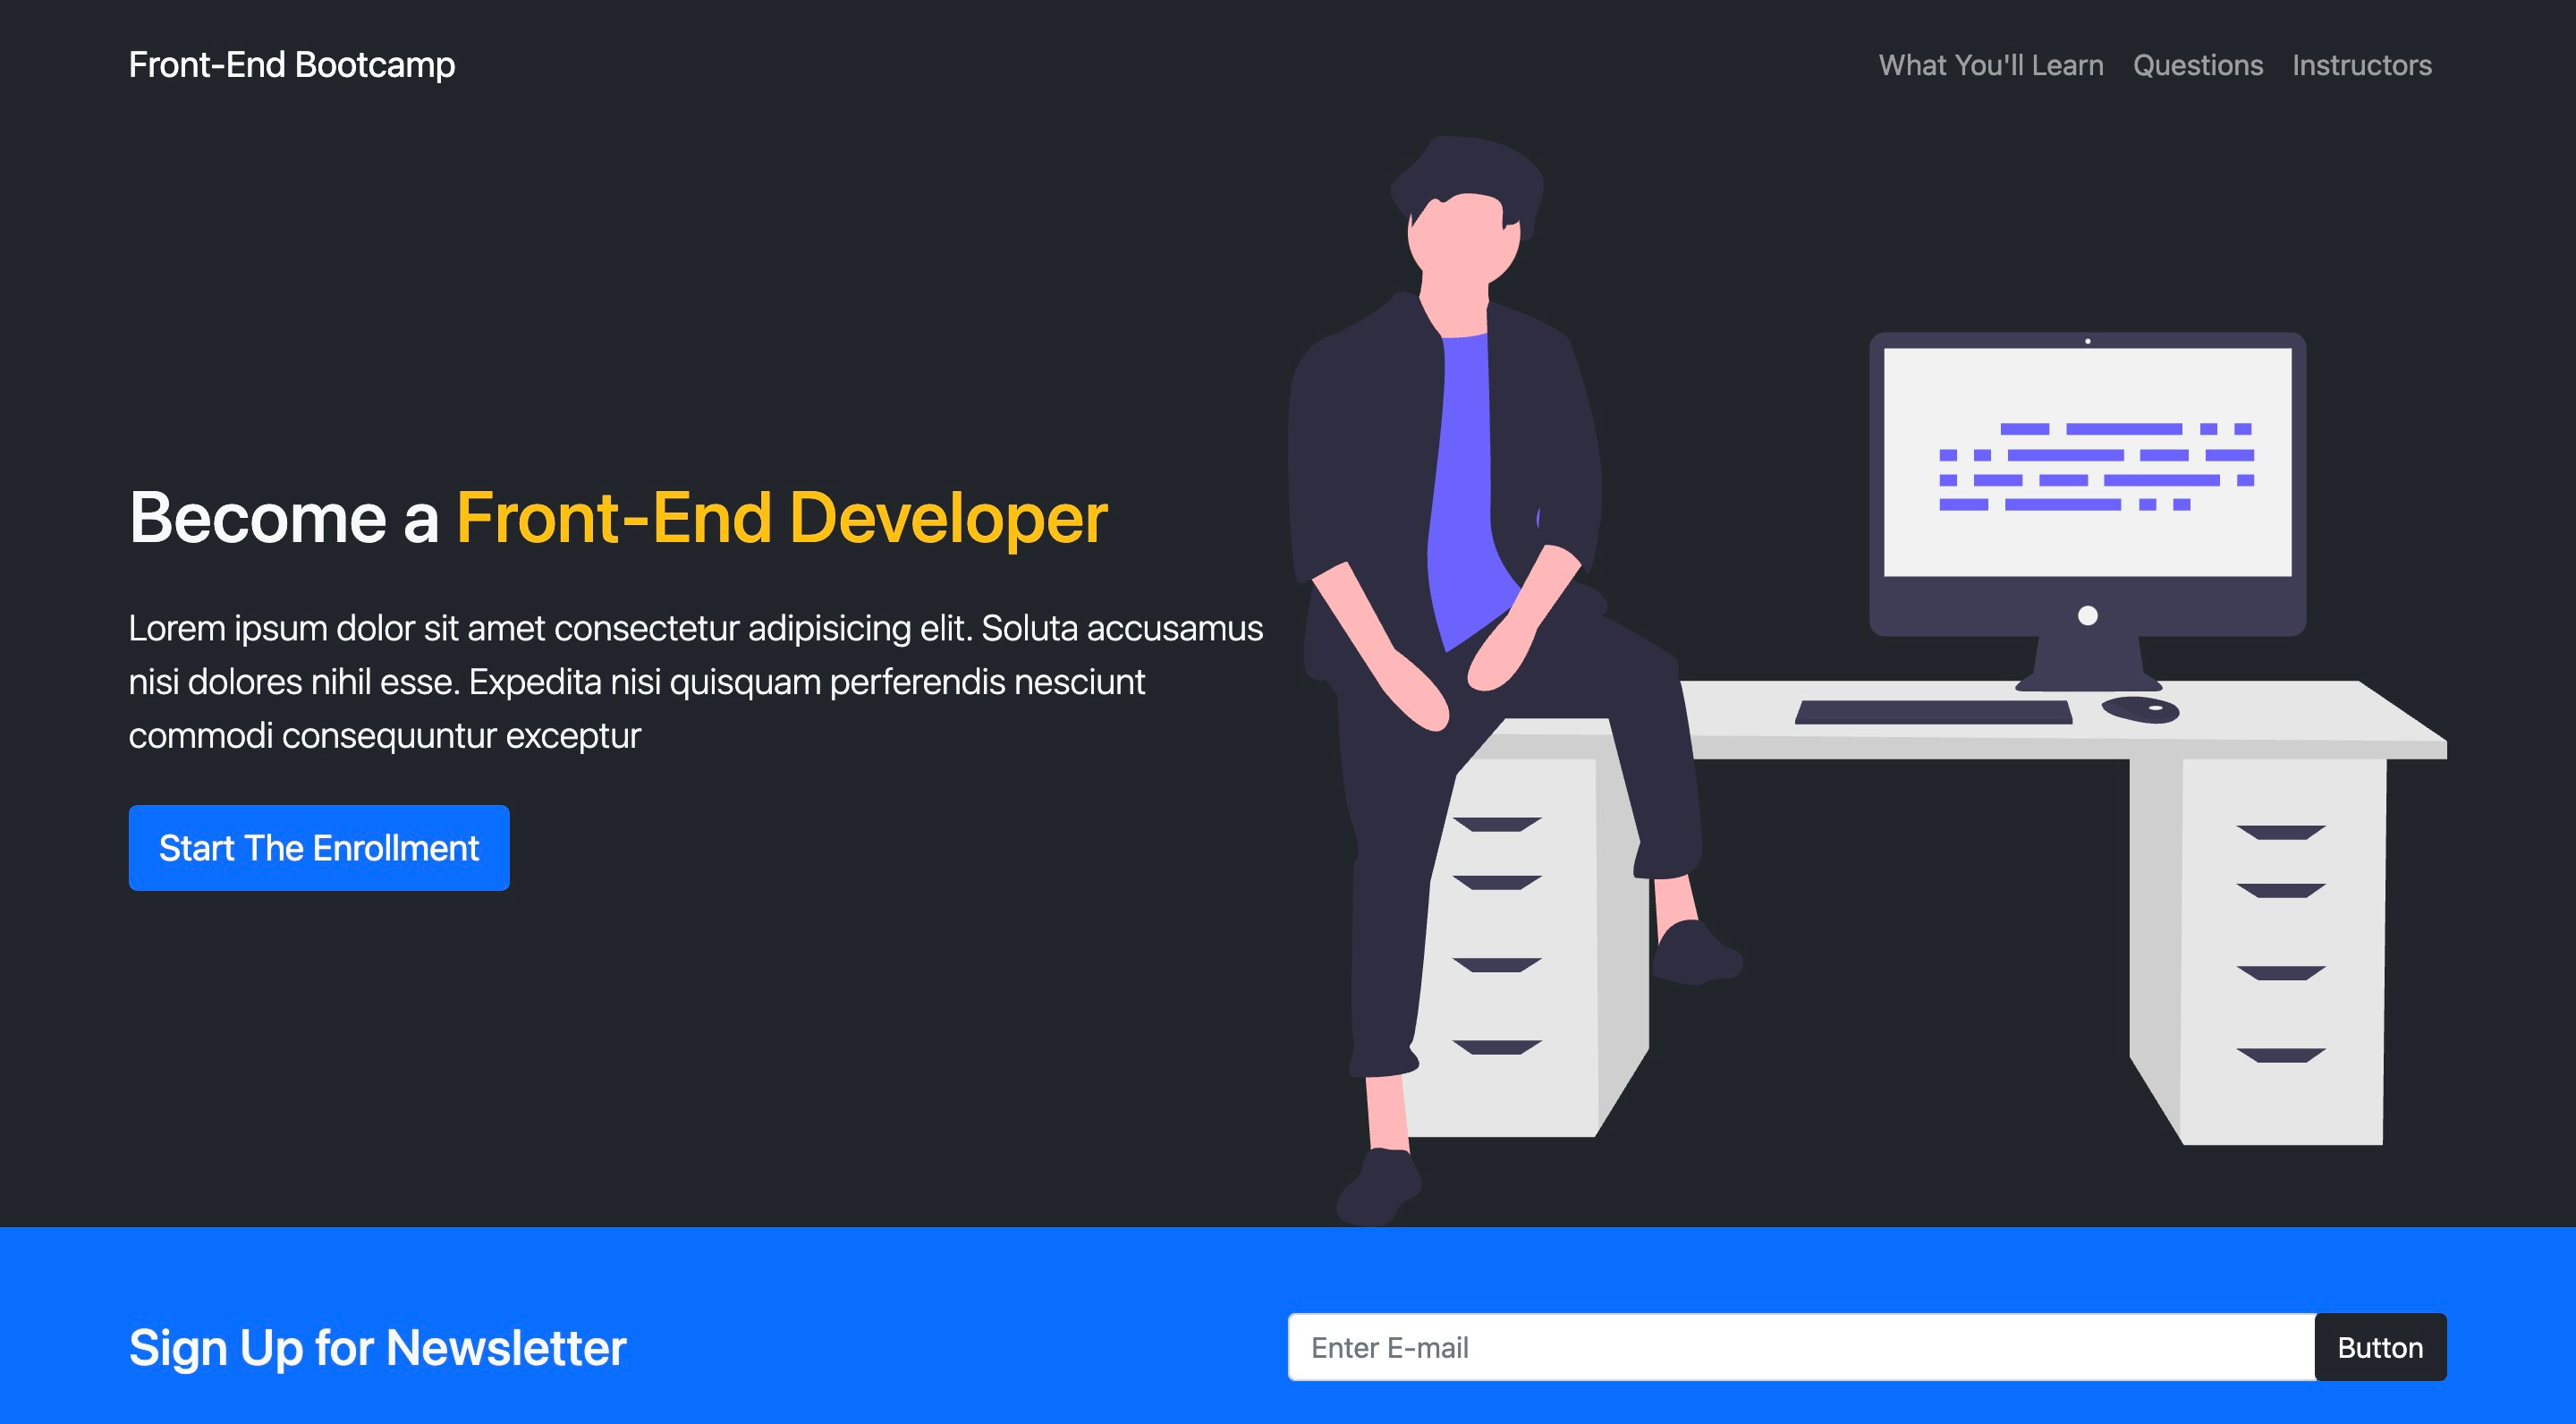 Front-End Bootcamp
What You'll Learn Questions Instructors
Become a Front-End Developer
Lorem ipsum dolor sit amet consectetur adipisicing elit. Soluta accusamus
nisi dolores nihil esse. Expedita nisi quisquam perferendis nesciunt
commodi consequuntur exceptur
Start The Enrollment
Sign Up for Newsletter
Enter E-mail
Button